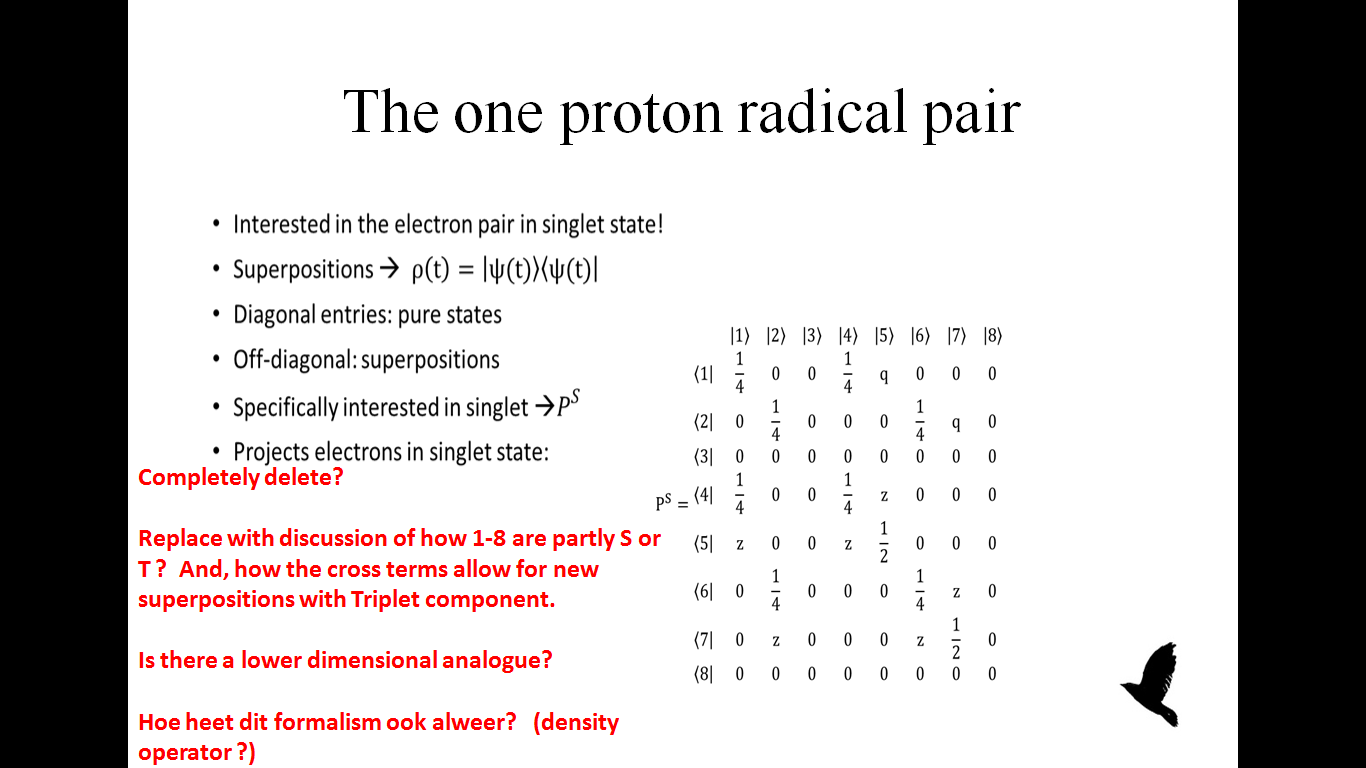 The one proton radical pair
• Interested in the electron pair in singlet state!
• Superpositions → ρ(t) = |ψ(t)⟩⟨ψ(t)|
• Diagonal entries: pure states
• Off-diagonal: superpositions
• Specifically interested in singlet → Pˢ
• Projects electrons in singlet state:
Completely delete?
Replace with discussion of how 1-8 are partly S or
T ? And, how the cross terms allow for new
superpositions with Triplet component.
Is there a lower dimensional analogue?
Hoe heet dit formalism ook alweer? (density
operator ?)
|1⟩ |2⟩ |3⟩ |4⟩ |5⟩ |6⟩ |7⟩ |8⟩
⟨1| 1/4 0 0 1/4 q 0 0 0
⟨2| 0 1/4 0 0 0 1/4 q 0
⟨3| 0 0 0 0 0 0 0 0
Pˢ = ⟨4| 1/4 0 0 1/4 z 0 0 0
⟨5| z 0 0 z 1/2 0 0 0
⟨6| 0 1/4 0 0 0 1/4 z 0
⟨7| 0 z 0 0 0 z 1/2 0
⟨8| 0 0 0 0 0 0 0 0